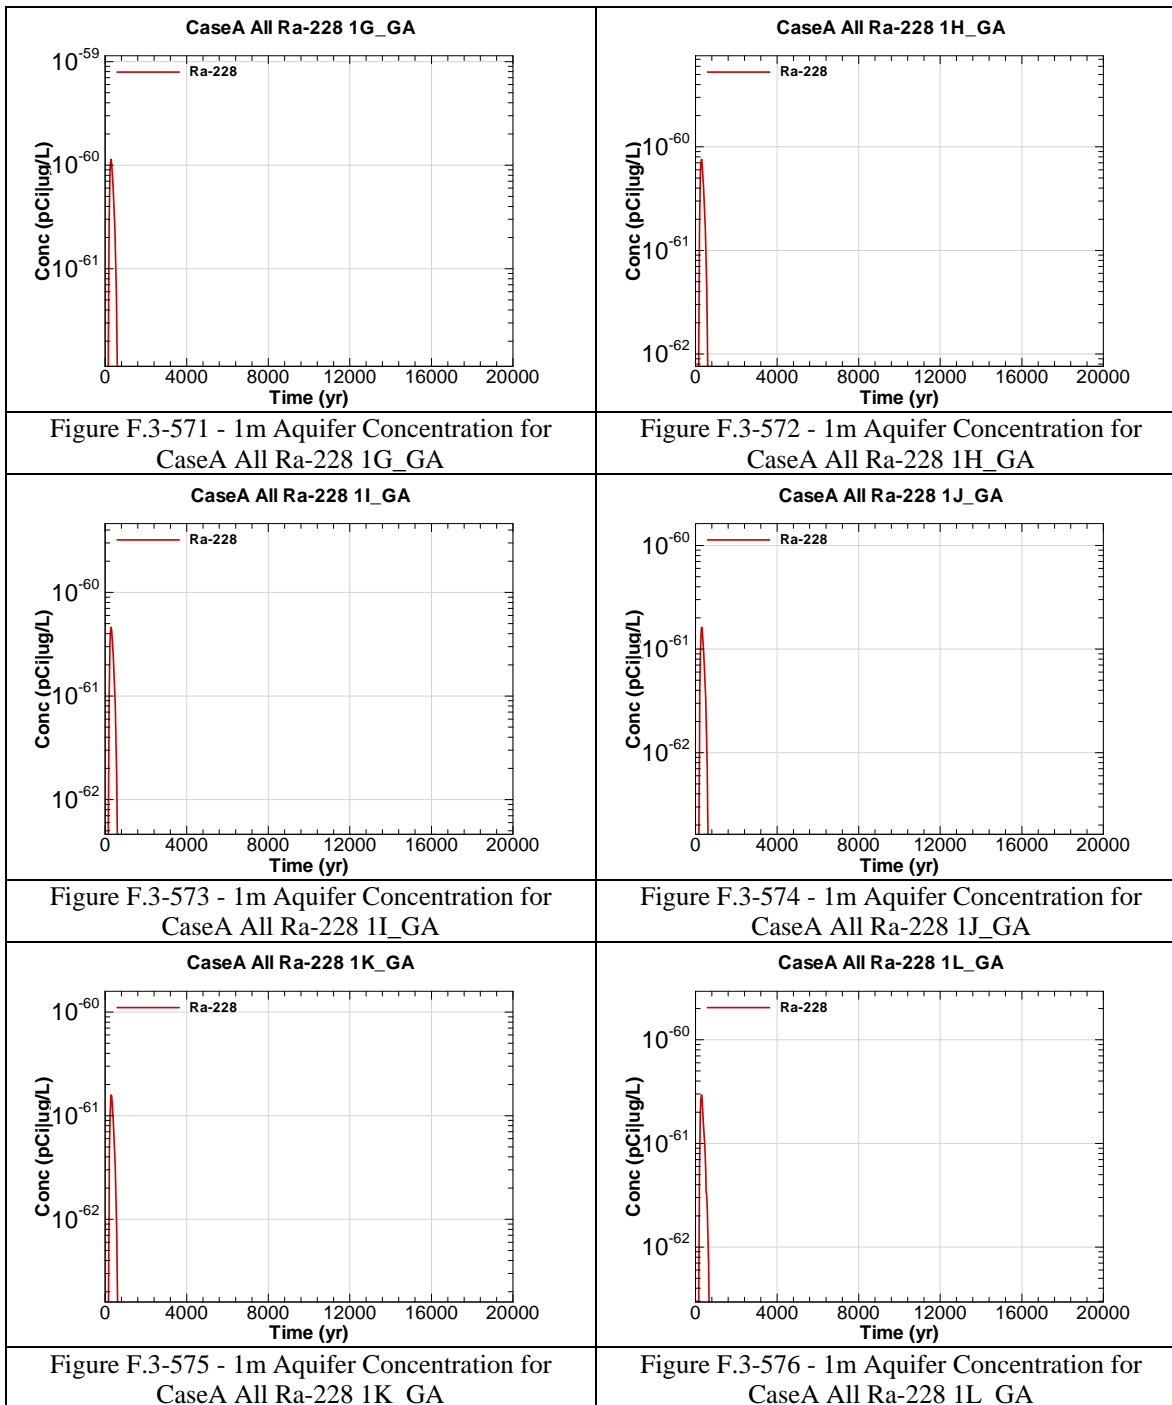 CaseA All Ra-228 1G_GA
Ra-228
10^-59
10^-60
10^-61
Conc (pCi|ug/L)
0 4000 8000 12000 16000 20000
Time (yr)
Figure F.3-571 - 1m Aquifer Concentration for
CaseA All Ra-228 1G_GA
CaseA All Ra-228 1H_GA
Ra-228
10^-60
10^-61
10^-62
Conc (pCi|ug/L)
0 4000 8000 12000 16000 20000
Time (yr)
Figure F.3-572 - 1m Aquifer Concentration for
CaseA All Ra-228 1H_GA
CaseA All Ra-228 1I_GA
Ra-228
10^-60
10^-61
10^-62
Conc (pCi|ug/L)
0 4000 8000 12000 16000 20000
Time (yr)
Figure F.3-573 - 1m Aquifer Concentration for
CaseA All Ra-228 1I_GA
CaseA All Ra-228 1J_GA
Ra-228
10^-60
10^-61
10^-62
Conc (pCi|ug/L)
0 4000 8000 12000 16000 20000
Time (yr)
Figure F.3-574 - 1m Aquifer Concentration for
CaseA All Ra-228 1J_GA
CaseA All Ra-228 1K_GA
Ra-228
10^-60
10^-61
10^-62
Conc (pCi|ug/L)
0 4000 8000 12000 16000 20000
Time (yr)
Figure F.3-575 - 1m Aquifer Concentration for
CaseA All Ra-228 1K_GA
CaseA All Ra-228 1L_GA
Ra-228
10^-60
10^-61
10^-62
Conc (pCi|ug/L)
0 4000 8000 12000 16000 20000
Time (yr)
Figure F.3-576 - 1m Aquifer Concentration for
CaseA All Ra-228 1L_GA